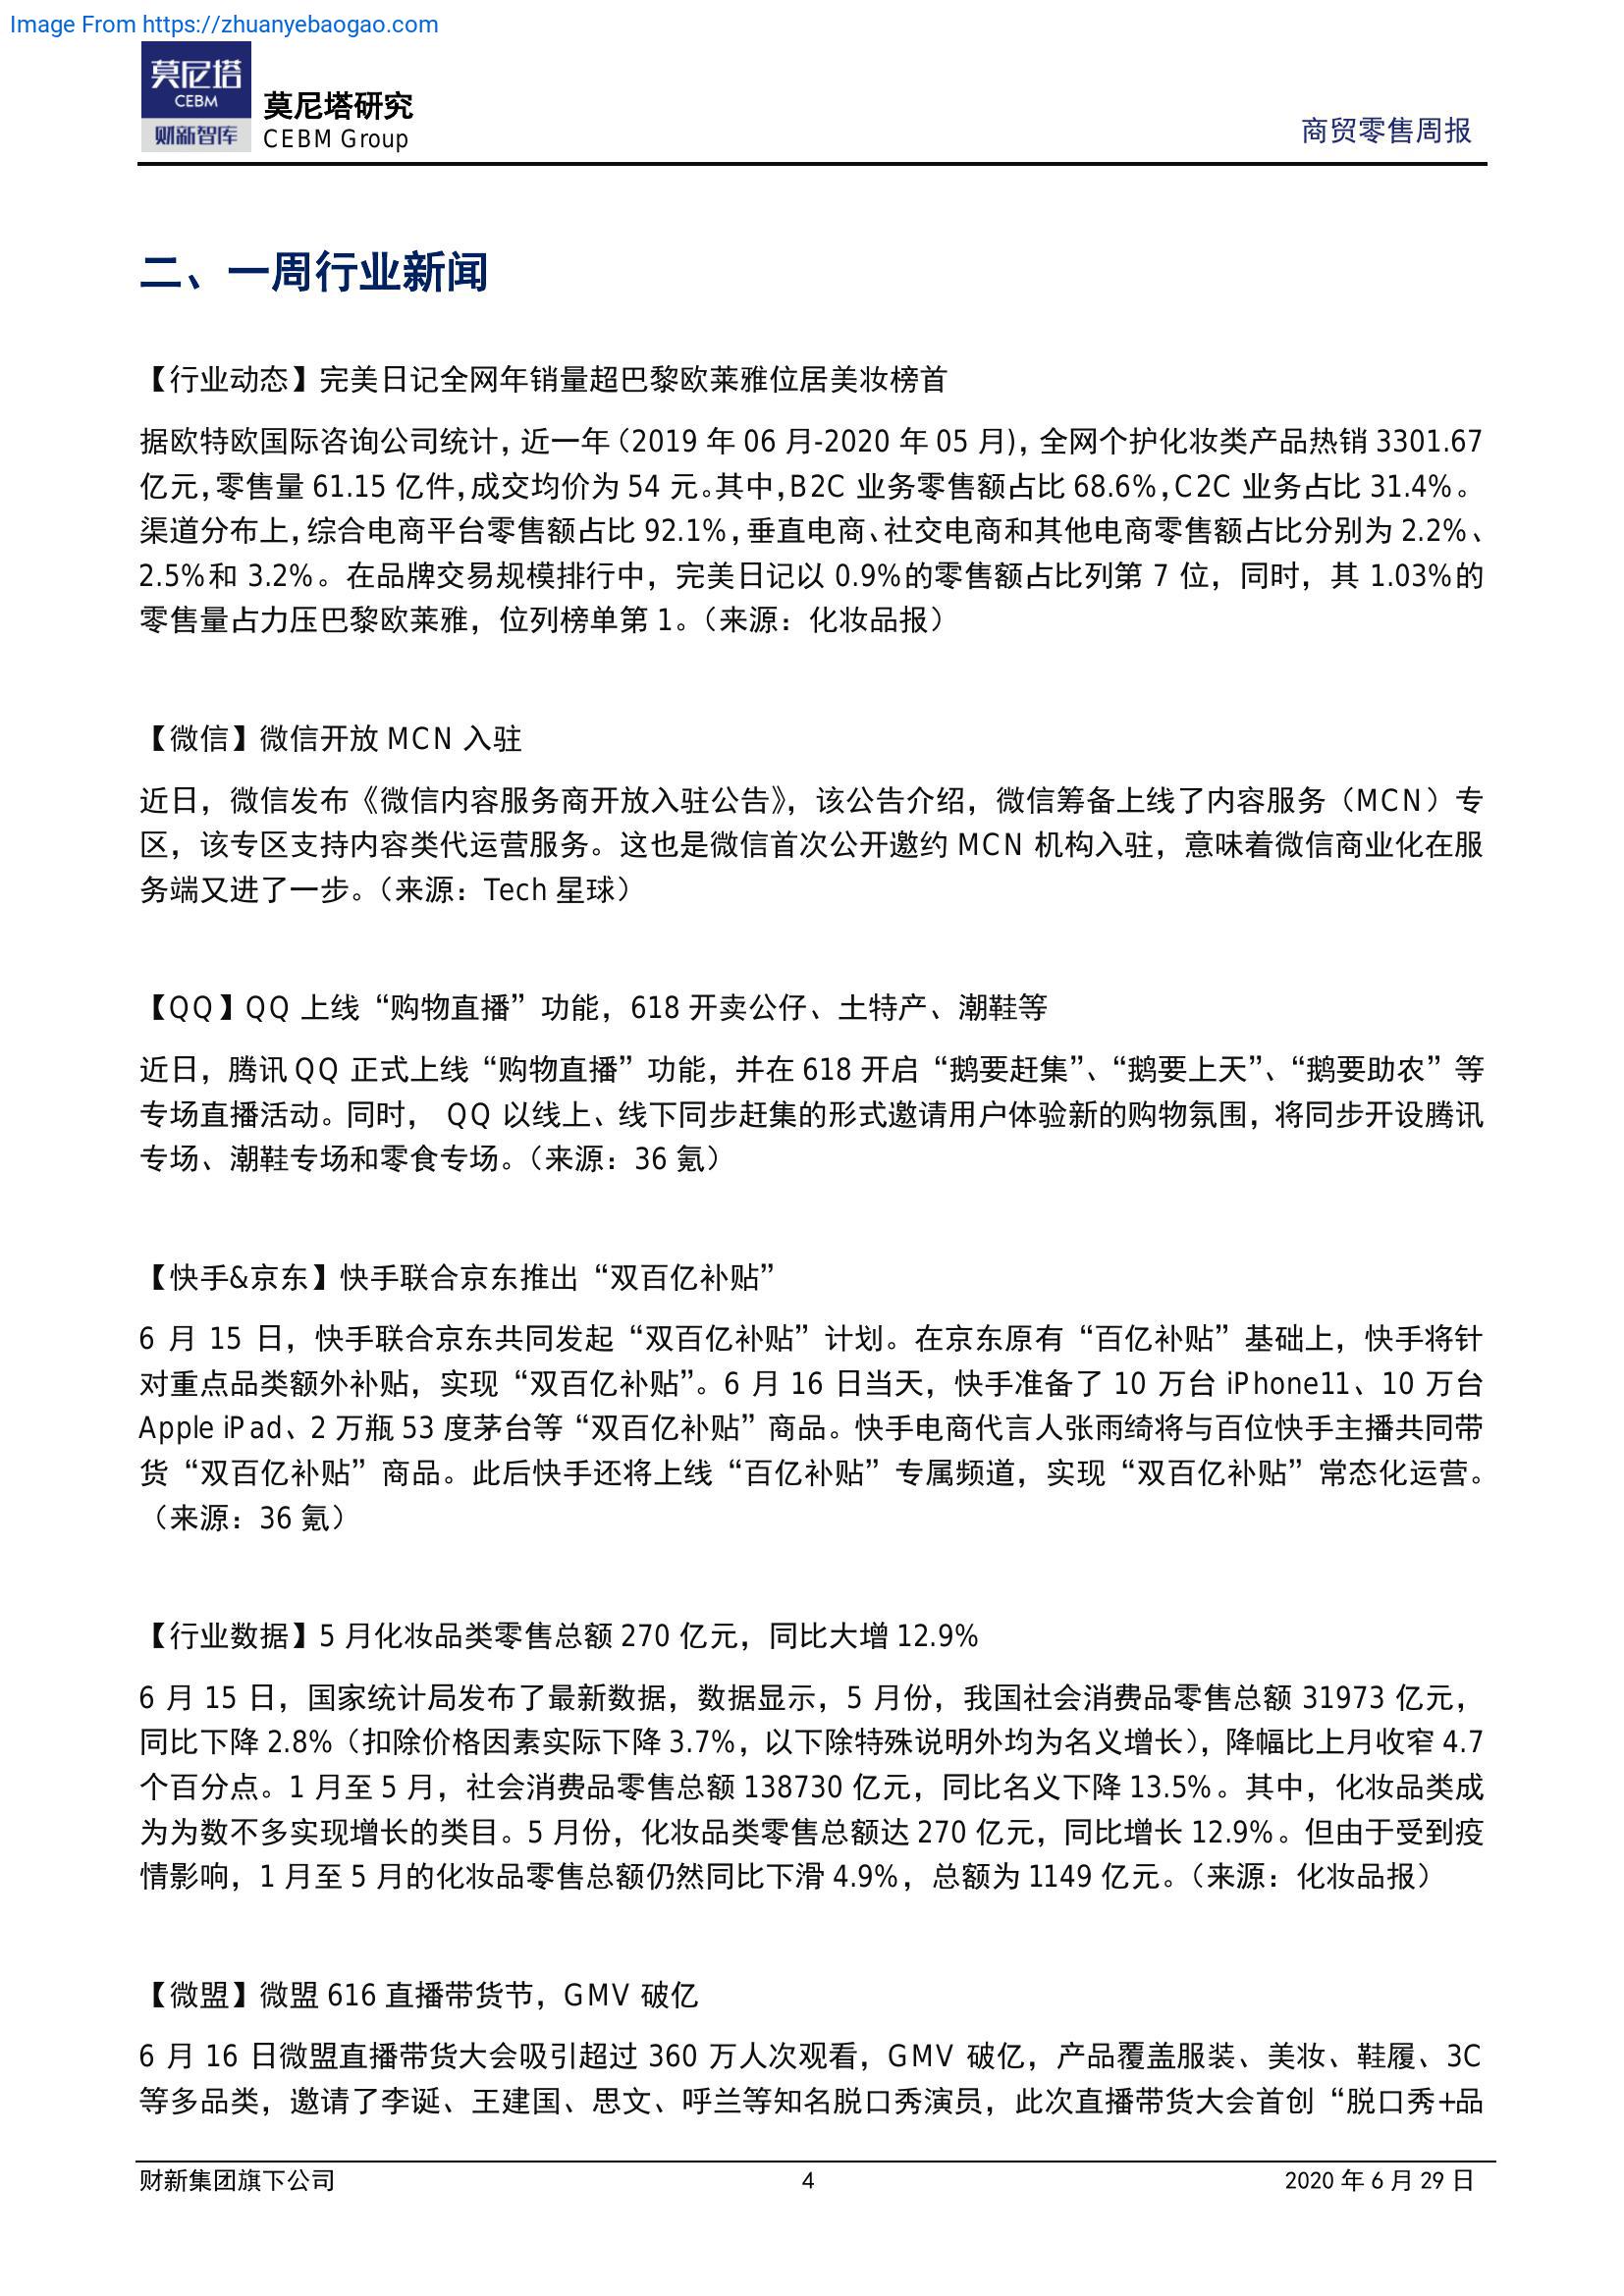 Image From https://zhuanyebaogao.com
莫尼塔
CEBM
财新智库
莫尼塔研究
CEBM Group
商贸零售周报
二、一周行业新闻
【行业动态】完美日记全网年销量超巴黎欧莱雅位居美妆榜首
据欧特欧国际咨询公司统计，近一年（2019 年 06 月-2020 年 05 月)，全网个护化妆类产品热销 3301.67
亿元，零售量 61.15 亿件，成交均价为 54 元。其中，B2C 业务零售额占比 68.6%，C2C 业务占比 31.4%。
渠道分布上，综合电商平台零售额占比 92.1%，垂直电商、社交电商和其他电商零售额占比分别为 2.2%、
2.5%和 3.2%。在品牌交易规模排行中，完美日记以 0.9%的零售额占比列第 7 位，同时，其 1.03%的
零售量占力压巴黎欧莱雅，位列榜单第 1。（来源：化妆品报）
【微信】微信开放 MCN 入驻
近日，微信发布《微信内容服务商开放入驻公告》，该公告介绍，微信筹备上线了内容服务（MCN）专
区，该专区支持内容类代运营服务。这也是微信首次公开邀约 MCN 机构入驻，意味着微信商业化在服
务端又进了一步。（来源：Tech 星球）
【QQ】QQ 上线“购物直播”功能，618 开卖公仔、土特产、潮鞋等
近日，腾讯 QQ 正式上线“购物直播”功能，并在 618 开启“鹅要赶集”、“鹅要上天”、“鹅要助农”等
专场直播活动。同时， QQ 以线上、线下同步赶集的形式邀请用户体验新的购物氛围，将同步开设腾讯
专场、潮鞋专场和零食专场。（来源：36 氪）
【快手&京东】快手联合京东推出“双百亿补贴”
6 月 15 日，快手联合京东共同发起“双百亿补贴”计划。在京东原有“百亿补贴”基础上，快手将针
对重点品类额外补贴，实现“双百亿补贴”。6 月 16 日当天，快手准备了 10 万台 iPhone11、10 万台
Apple iPad、2 万瓶 53 度茅台等“双百亿补贴”商品。快手电商代言人张雨绮将与百位快手主播共同带
货“双百亿补贴”商品。此后快手还将上线“百亿补贴”专属频道，实现“双百亿补贴”常态化运营。
（来源：36 氪）
【行业数据】5 月化妆品类零售总额 270 亿元，同比大增 12.9%
6 月 15 日，国家统计局发布了最新数据，数据显示，5 月份，我国社会消费品零售总额 31973 亿元，
同比下降 2.8%（扣除价格因素实际下降 3.7%，以下除特殊说明外均为名义增长），降幅比上月收窄 4.7
个百分点。1 月至 5 月，社会消费品零售总额 138730 亿元，同比名义下降 13.5%。其中，化妆品类成
为为数不多实现增长的类目。5 月份，化妆品类零售总额达 270 亿元，同比增长 12.9%。但由于受到疫
情影响，1 月至 5 月的化妆品零售总额仍然同比下滑 4.9%，总额为 1149 亿元。（来源：化妆品报）
【微盟】微盟 616 直播带货节，GMV 破亿
6 月 16 日微盟直播带货大会吸引超过 360 万人次观看，GMV 破亿，产品覆盖服装、美妆、鞋履、3C
等多品类，邀请了李诞、王建国、思文、呼兰等知名脱口秀演员，此次直播带货大会首创“脱口秀+品
财新集团旗下公司
4
2020 年 6 月 29 日